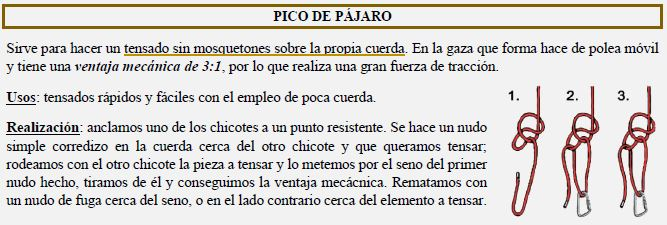 PICO DE PÁJARO
Sirve para hacer un tensado sin mosquetones sobre la propia cuerda. En la gaza que forma hace de polea móvil
y tiene una ventaja mecánica de 3:1, por lo que realiza una gran fuerza de tracción.
Usos: tensados rápidos y fáciles con el empleo de poca cuerda.
Realización: anclamos uno de los chicotes a un punto resistente. Se hace un nudo
simple corredizo en la cuerda cerca del otro chicote y que queramos tensar;
rodeamos con el otro chicote la pieza a tensar y lo metemos por el seno del primer
nudo hecho, tiramos de él y conseguimos la ventaja mecácnica. Rematamos con
un nudo de fuga cerca del seno, o en el lado contrario cerca del elemento a tensar.
1. 2. 3.